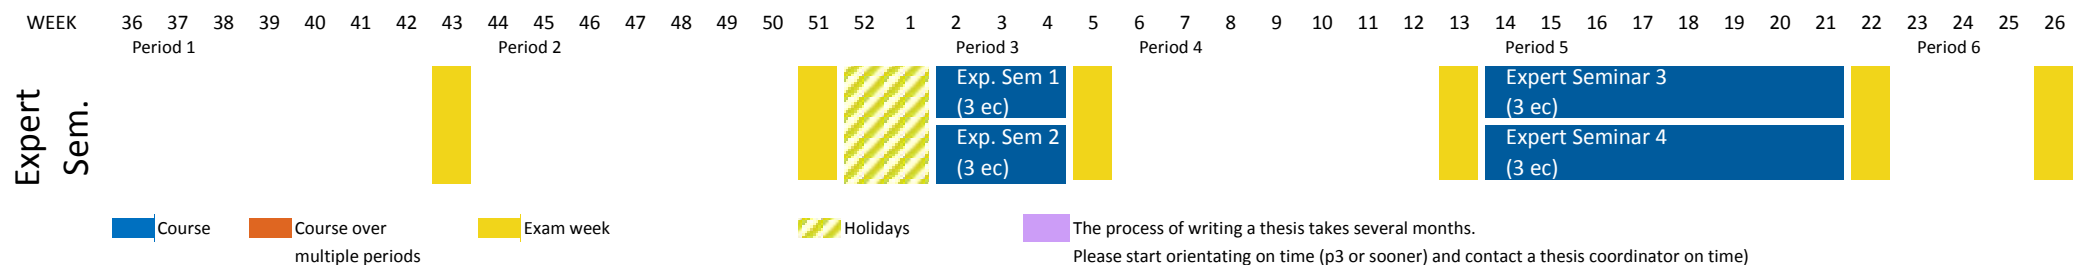 WEEK 36 37 38 39 40 41 42 43 44 45 46 47 48 49 50 51 52 1 2 3 4 5 6 7 8 9 10 11 12 13 14 15 16 17 18 19 20 21 22 23 24 25 26
Period 1 Period 2 Period 3 Period 4 Period 5 Period 6
Expert
Sem.
Exp. Sem 1
(3 ec)
Exp. Sem 2
(3 ec)
Expert Seminar 3
(3 ec)
Expert Seminar 4
(3 ec)
Course
Course over
multiple periods
Exam week
Holidays
The process of writing a thesis takes several months.
Please start orientating on time (p3 or sooner) and contact a thesis coordinator on time)